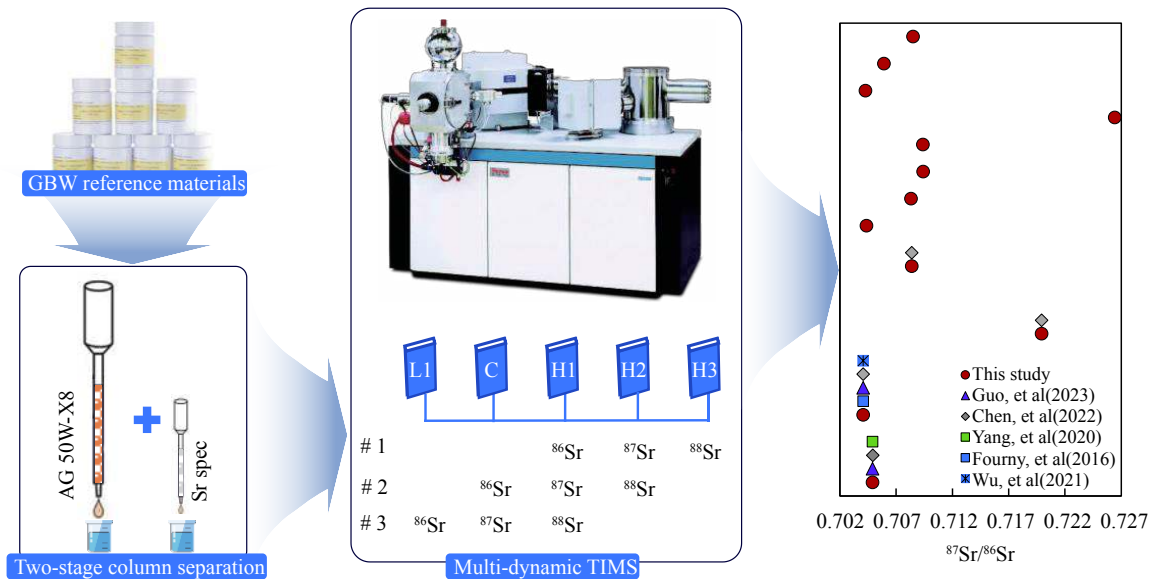 GBW reference materials
AG 50W-X8
Sr spec
Two-stage column separation
L1 C H1 H2 H3
# 1 ⁸⁶Sr ⁸⁷Sr ⁸⁸Sr
# 2 ⁸⁶Sr ⁸⁷Sr ⁸⁸Sr
# 3 ⁸⁶Sr ⁸⁷Sr ⁸⁸Sr
Multi-dynamic TIMS
This study
Guo, et al(2023)
Chen, et al(2022)
Yang, et al(2020)
Fourny, et al(2016)
Wu, et al(2021)
0.702 0.707 0.712 0.717 0.722 0.727
⁸⁷Sr/⁸⁶Sr